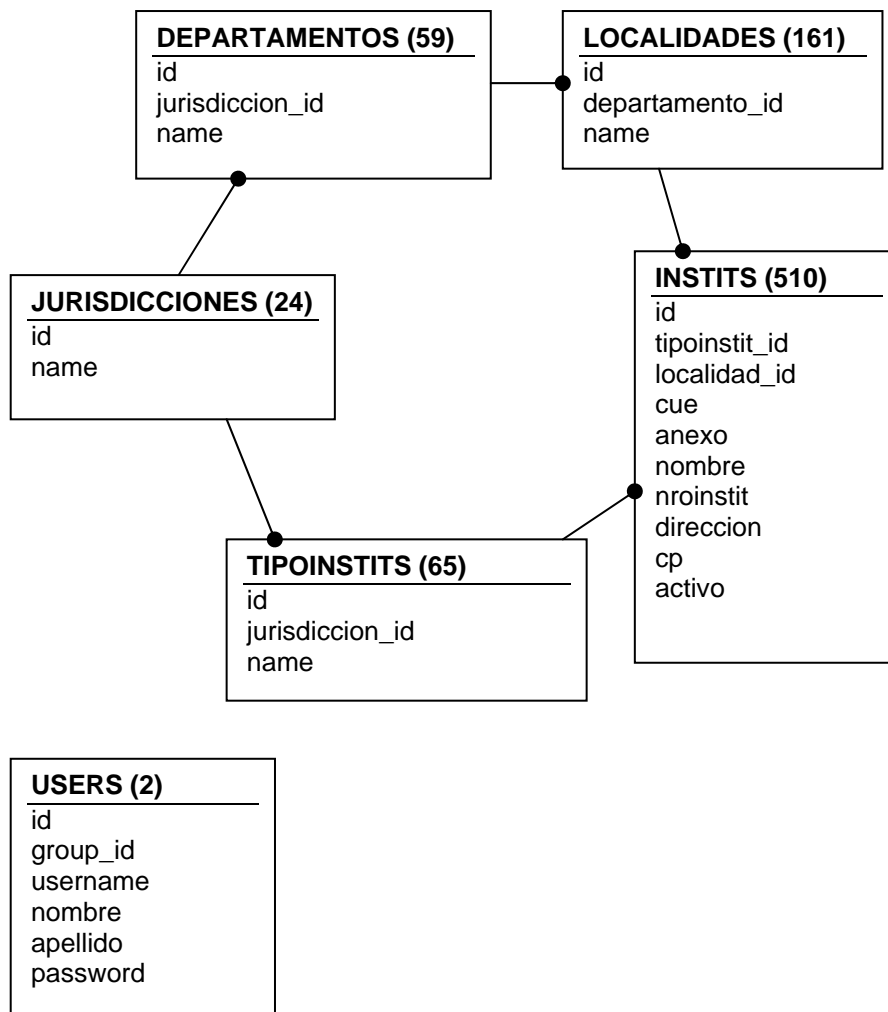 DEPARTAMENTOS (59)
id
jurisdiccion_id
name
LOCALIDADES (161)
id
departamento_id
name
JURISDICCIONES (24)
id
name
INSTITS (510)
id
tipoinstit_id
localidad_id
cue
anexo
nombre
nroinstit
direccion
cp
activo
TIPOINSTITS (65)
id
jurisdiccion_id
name
USERS (2)
id
group_id
username
nombre
apellido
password